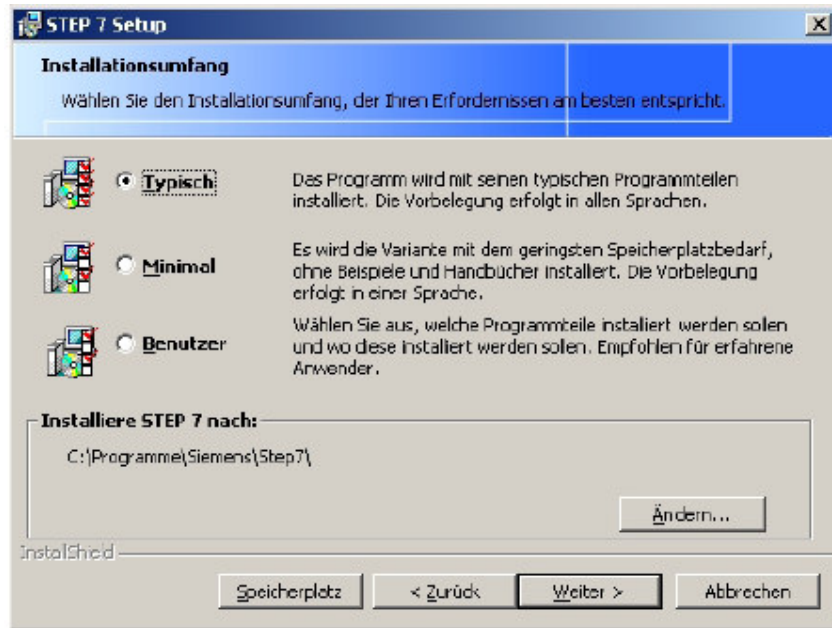 STEP 7 Setup
Installationsumfang
Wählen Sie den Installationsumfang, der Ihren Erfordernissen am besten entspricht.
Typisch
Das Programm wird mit seinen typischen Programmteilen
installiert. Die Vorbelegung erfolgt in allen Sprachen.
Minimal
Es wird die Variante mit dem geringsten Speicherplatzbedarf,
ohne Beispiele und Handbücher installiert. Die Vorbelegung
erfolgt in einer Sprache.
Benutzer
Wählen Sie aus, welche Programmteile installiert werden sollen
und wo diese installiert werden sollen. Empfohlen für erfahrene
Anwender.
Installiere STEP 7 nach:
C:\Programme\Siemens\Step7\
Ändern...
InstallShield
Speicherplatz
< Zurück
Weiter >
Abbrechen